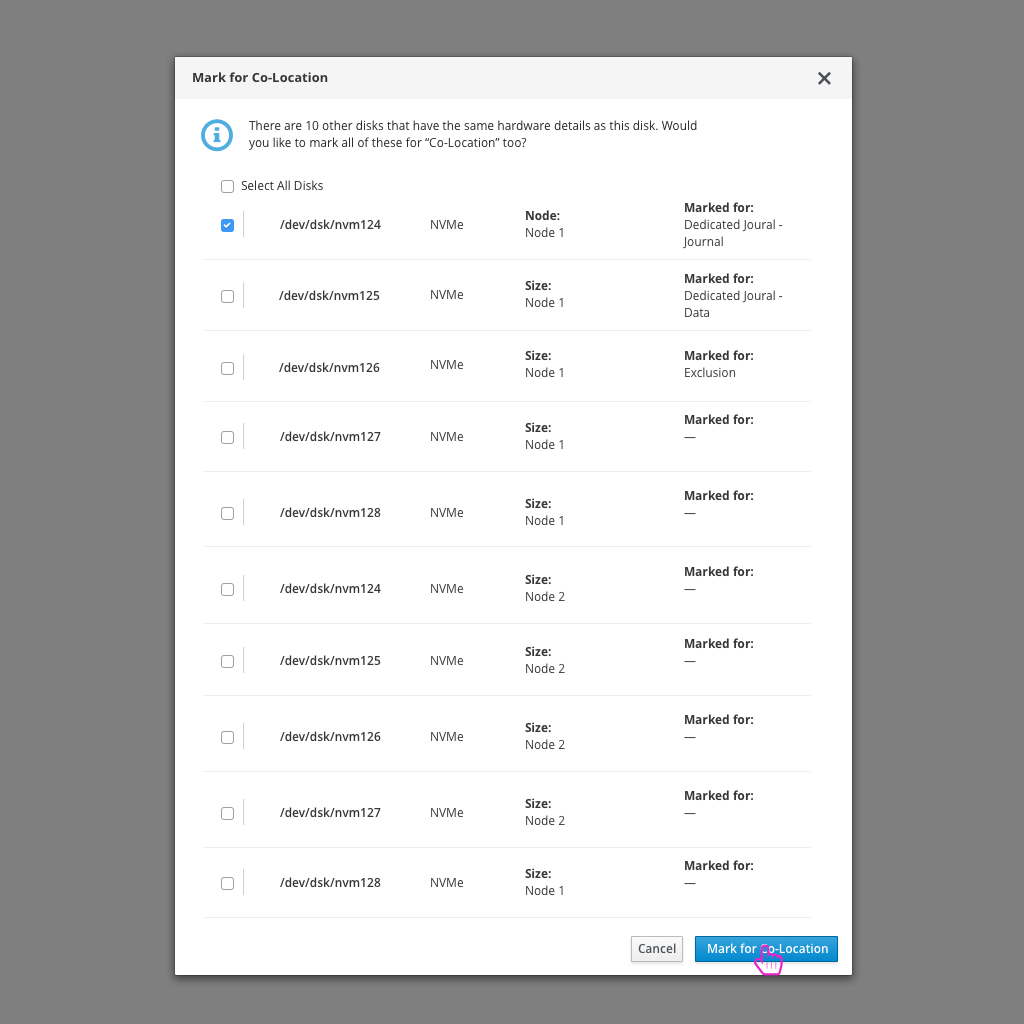 Mark for Co-Location
There are 10 other disks that have the same hardware details as this disk. Would
you like to mark all of these for “Co-Location” too?
Select All Disks
/dev/dsk/nvm124 NVMe Node: Node 1 Marked for: Dedicated Joural - Journal
/dev/dsk/nvm125 NVMe Size: Node 1 Marked for: Dedicated Joural - Data
/dev/dsk/nvm126 NVMe Size: Node 1 Marked for: Exclusion
/dev/dsk/nvm127 NVMe Size: Node 1 Marked for: —
/dev/dsk/nvm128 NVMe Size: Node 1 Marked for: —
/dev/dsk/nvm124 NVMe Size: Node 2 Marked for: —
/dev/dsk/nvm125 NVMe Size: Node 2 Marked for: —
/dev/dsk/nvm126 NVMe Size: Node 2 Marked for: —
/dev/dsk/nvm127 NVMe Size: Node 2 Marked for: —
/dev/dsk/nvm128 NVMe Size: Node 1 Marked for: —
Cancel
Mark for Co-Location